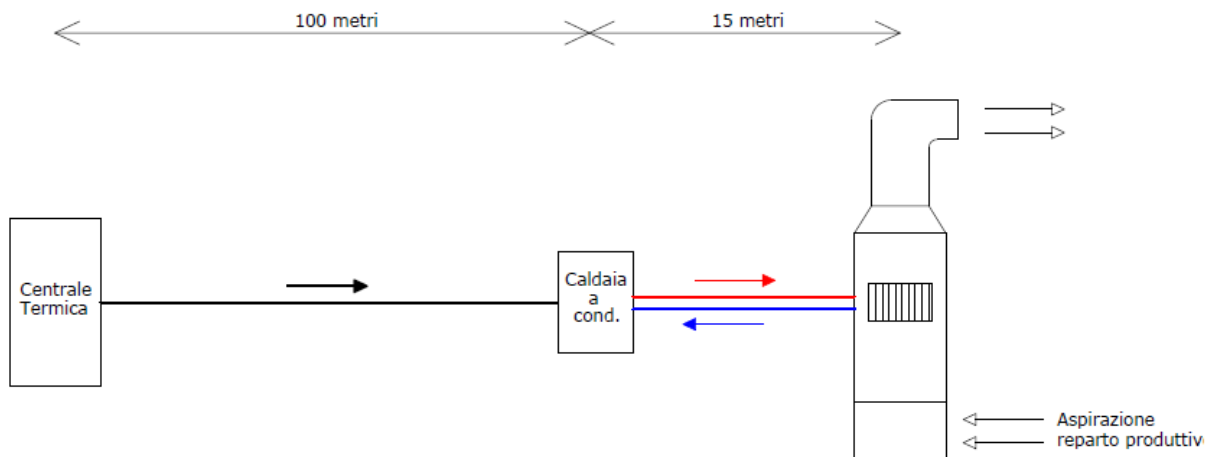 100 metri
15 metri
Centrale
Termica
Caldaia
a
cond.
Aspirazione
reparto produttiv